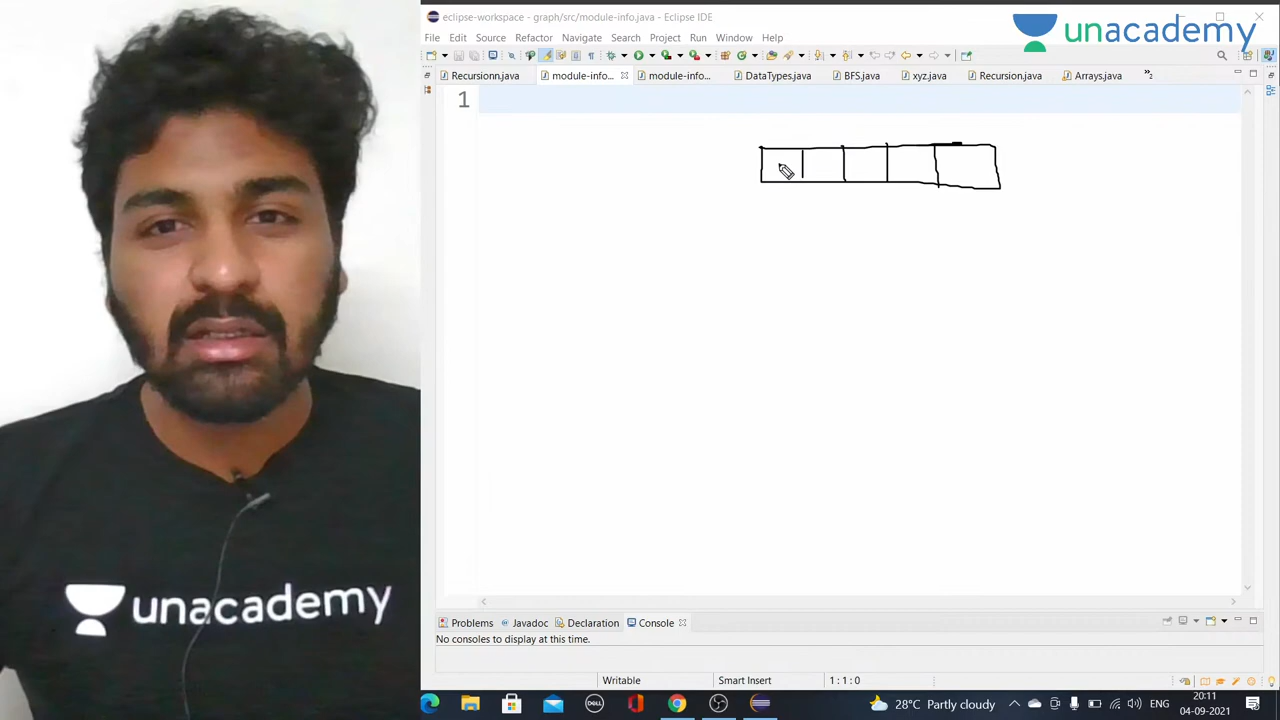 eclipse-workspace - graph/src/module-info.java - Eclipse IDE
unacademy
File Edit Source Refactor Navigate Search Project Run Window Help
Recursionn.java module-info... module-info... DataTypes.java BFS.java xyz.java Recursion.java Arrays.java »2
1
unacademy
Problems Javadoc Declaration Console
No consoles to display at this time.
Writable Smart Insert 1 : 1 : 0
DELL 28°C Partly cloudy ENG 20:11
04-09-2021